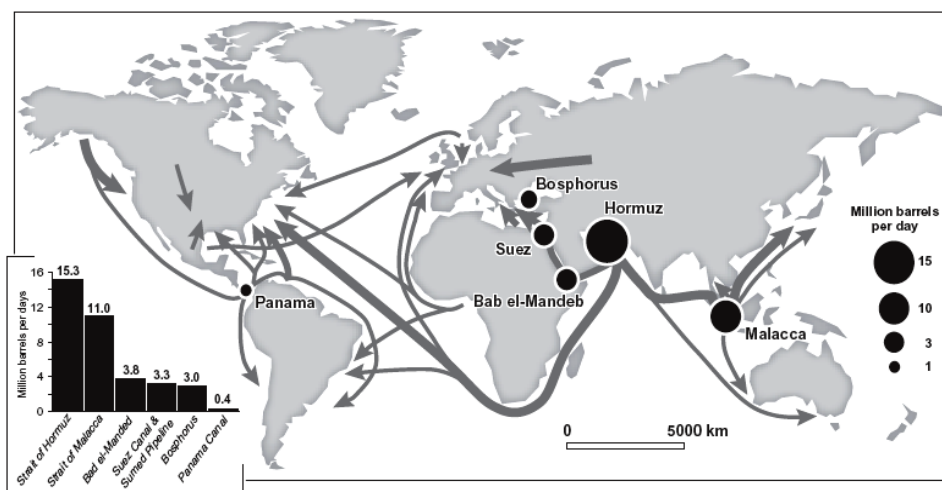 Bosphorus
Hormuz
Suez
Bab el-Mandeb
Panama
Malacca
0 5000 km
Million barrels
per day
15
10
3
1
Million barrels per days
16
12
8
4
0
15.3
11.0
3.8
3.3
3.0
0.4
Strait of Hormuz
Strait of Malacca
Bad el-Manded
Suez Canal &
Sumed Pipeline
Bosphorus
Panama Canal